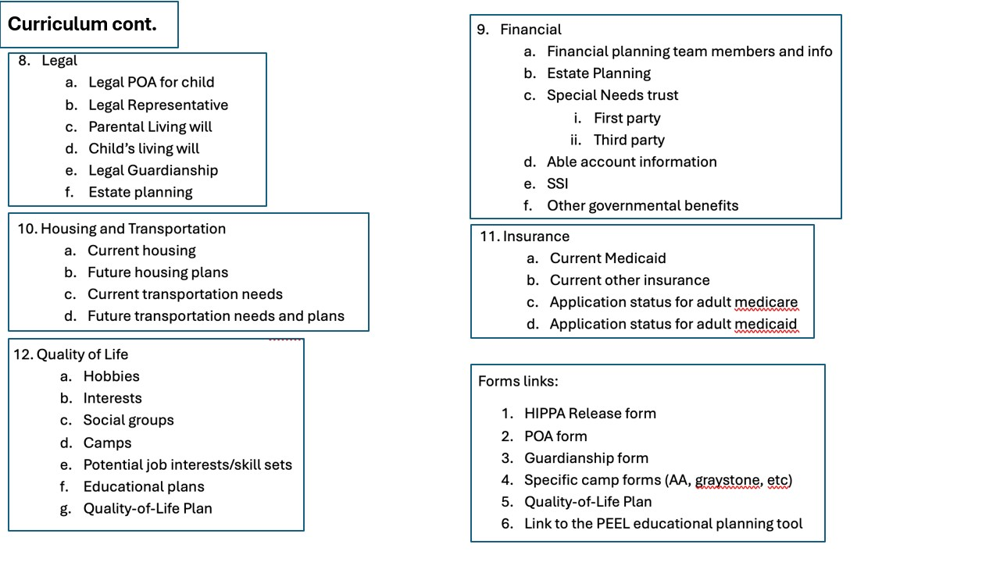 Curriculum cont.
8. Legal
a. Legal POA for child
b. Legal Representative
c. Parental Living will
d. Child’s living will
e. Legal Guardianship
f. Estate planning
9. Financial
a. Financial planning team members and info
b. Estate Planning
c. Special Needs trust
i. First party
ii. Third party
d. Able account information
e. SSI
f. Other governmental benefits
10. Housing and Transportation
a. Current housing
b. Future housing plans
c. Current transportation needs
d. Future transportation needs and plans
11. Insurance
a. Current Medicaid
b. Current other insurance
c. Application status for adult medicare
d. Application status for adult medicaid
12. Quality of Life
a. Hobbies
b. Interests
c. Social groups
d. Camps
e. Potential job interests/skill sets
f. Educational plans
g. Quality-of-Life Plan
Forms links:
1. HIPPA Release form
2. POA form
3. Guardianship form
4. Specific camp forms (AA, graystone, etc)
5. Quality-of-Life Plan
6. Link to the PEEL educational planning tool